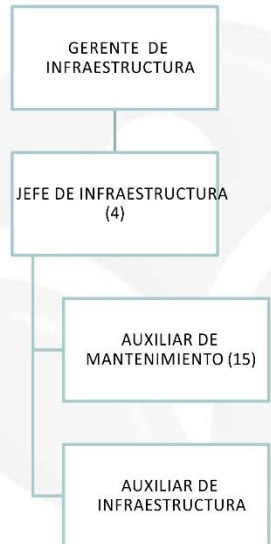 GERENTE DE
INFRAESTRUCTURA
JEFE DE INFRAESTRUCTURA
(4)
AUXILIAR DE
MANTENIMIENTO (15)
AUXILIAR DE
INFRAESTRUCTURA